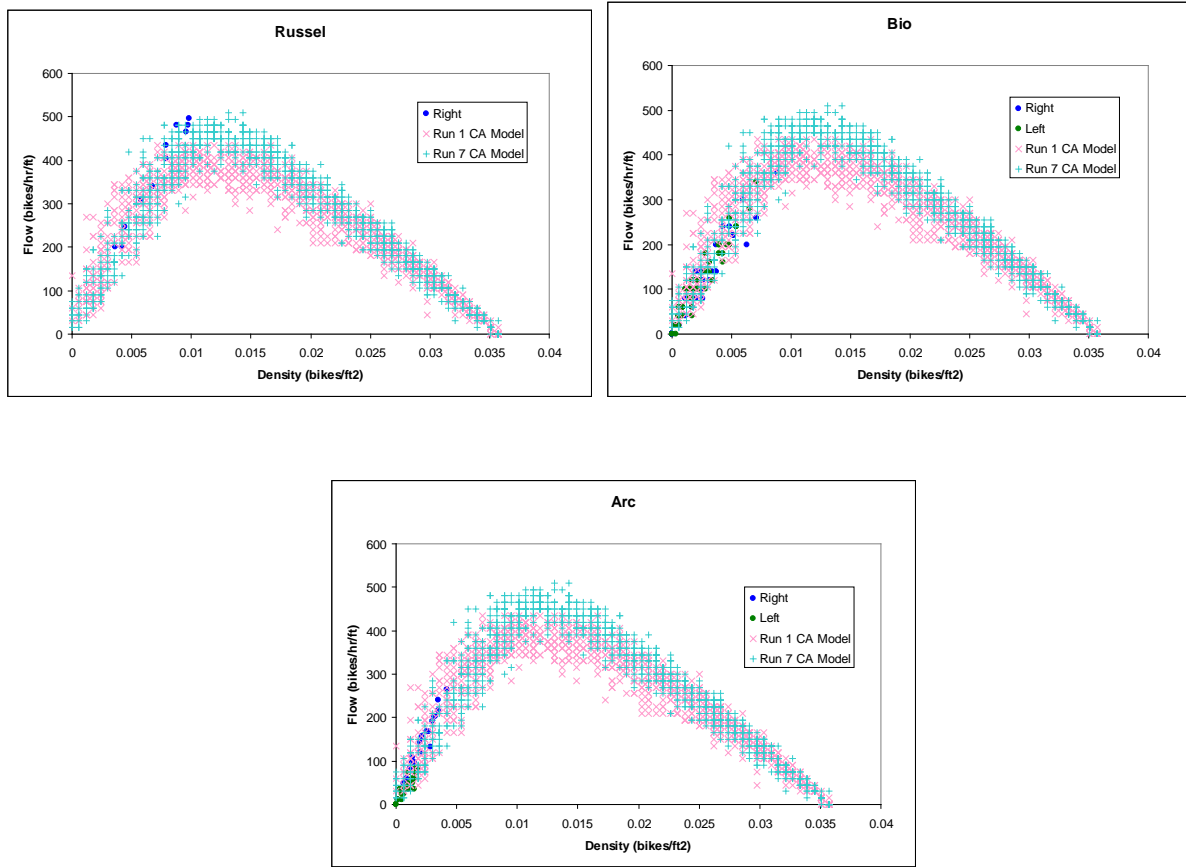 Russel
600
500
400
300
200
100
0
Flow (bikes/hr/ft)
Right
Run 1 CA Model
Run 7 CA Model
0 0.005 0.01 0.015 0.02 0.025 0.03 0.035 0.04
Density (bikes/ft2)
Bio
600
500
400
300
200
100
0
Flow (bikes/hr/ft)
Right
Left
Run 1 CA Model
Run 7 CA Model
0 0.005 0.01 0.015 0.02 0.025 0.03 0.035 0.04
Density (bikes/ft2)
Arc
600
500
400
300
200
100
0
Flow (bikes/hr/ft)
Right
Left
Run 1 CA Model
Run 7 CA Model
0 0.005 0.01 0.015 0.02 0.025 0.03 0.035 0.04
Density (bikes/ft2)